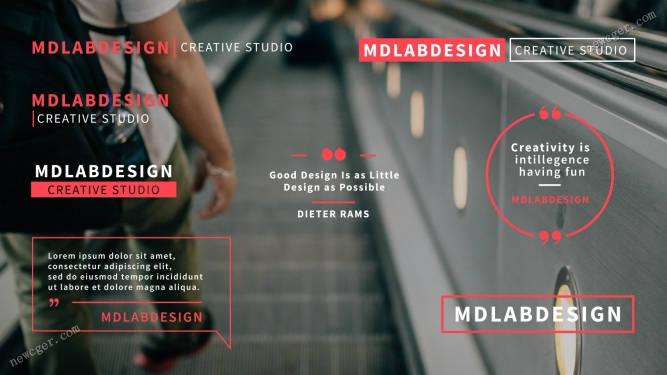 MDLABDESIGN CREATIVE STUDIO
MDLABDESIGN CREATIVE STUDIO
newcger.com
MDLABDESIGN
CREATIVE STUDIO
MDLABDESIGN
CREATIVE STUDIO
Good Design Is as Little
Design as Possible
DIETER RAMS
Creativity is
intillegence
having fun
MDLABDESIGN
Lorem ipsum dolor sit amet,
consectetur adipiscing elit,
sed do eiusmod tempor incididunt
ut labore et dolore magna aliqua.
MDLABDESIGN
MDLABDESIGN
newcger.com